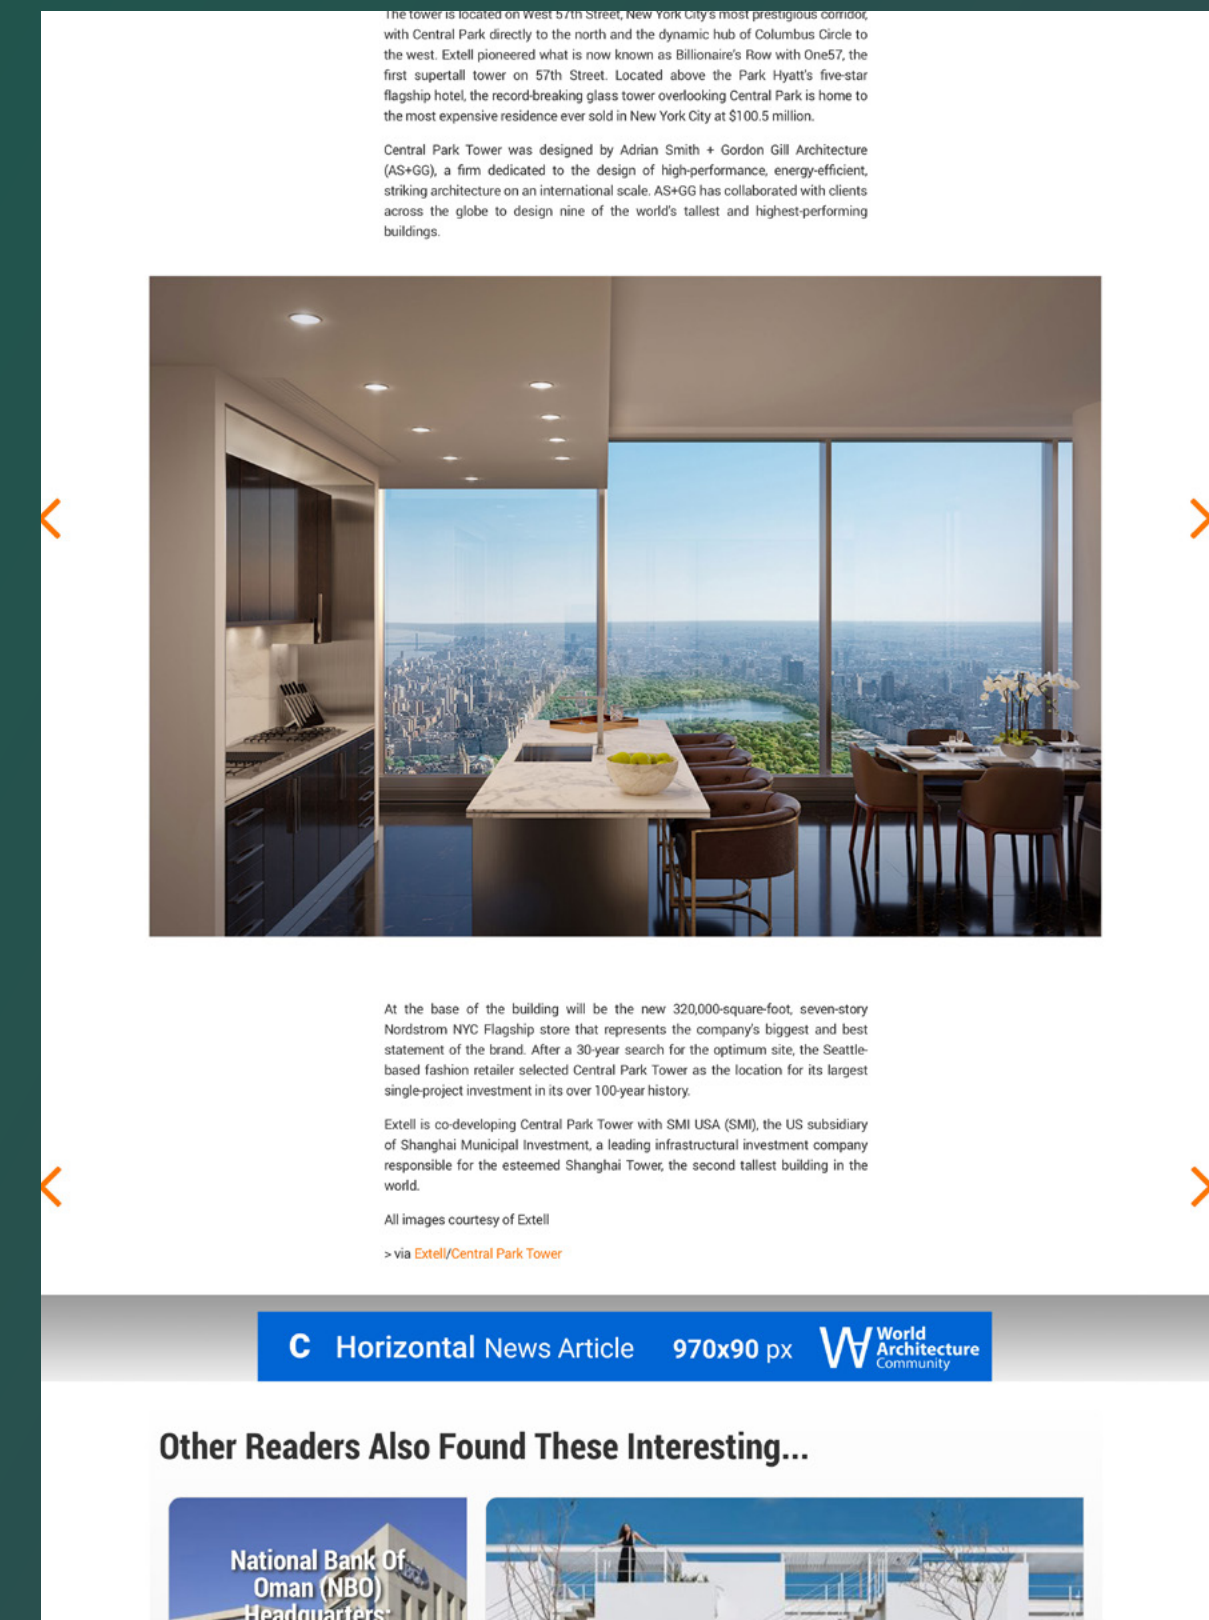 The tower is located on West 57th Street, New York City's most prestigious corridor,
with Central Park directly to the north and the dynamic hub of Columbus Circle to
the west. Extell pioneered what is now known as Billionaire's Row with One57, the
first supertall tower on 57th Street. Located above the Park Hyatt's five-star
flagship hotel, the record-breaking glass tower overlooking Central Park is home to
the most expensive residence ever sold in New York City at $100.5 million.
Central Park Tower was designed by Adrian Smith + Gordon Gill Architecture
(AS+GG), a firm dedicated to the design of high-performance, energy-efficient,
striking architecture on an international scale. AS+GG has collaborated with clients
across the globe to design nine of the world's tallest and highest-performing
buildings.
At the base of the building will be the new 320,000-square-foot, seven-story
Nordstrom NYC Flagship store that represents the company's biggest and best
statement of the brand. After a 30-year search for the optimum site, the Seattle-
based fashion retailer selected Central Park Tower as the location for its largest
single-project investment in its over 100-year history.
Extell is co-developing Central Park Tower with SMI USA (SMI), the US subsidiary
of Shanghai Municipal Investment, a leading infrastructural investment company
responsible for the esteemed Shanghai Tower, the second tallest building in the
world.
All images courtesy of Extell
> via Extell/Central Park Tower
C Horizontal News Article 970x90 px
World
Architecture
Community
Other Readers Also Found These Interesting...
National Bank Of
Oman (NBO)
Headquarters: